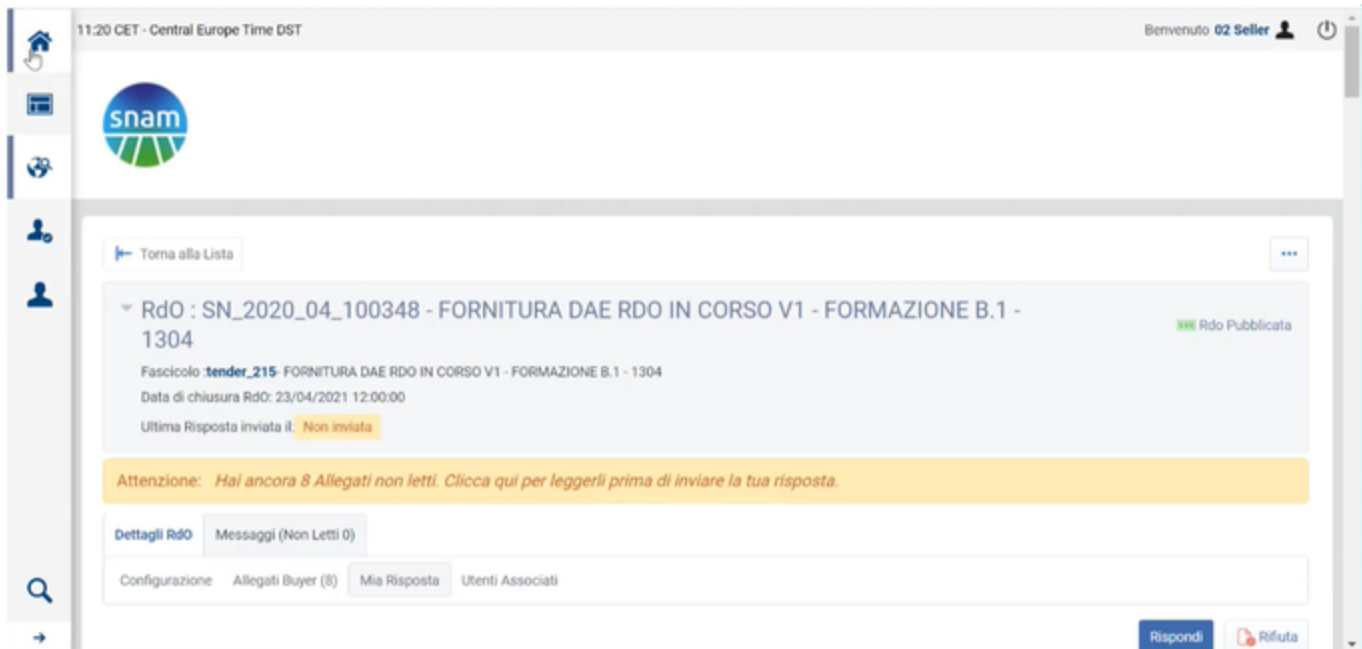 11:20 CET - Central Europe Time DST
Benvenuto 02 Seller
snam
Torna alla Lista
RdO : SN_2020_04_100348 - FORNITURA DAE RDO IN CORSO V1 - FORMAZIONE B.1 -
1304
Rdo Pubblicata
Fascicolo :tender_215- FORNITURA DAE RDO IN CORSO V1 - FORMAZIONE B.1 - 1304
Data di chiusura RdO: 23/04/2021 12:00:00
Ultima Risposta inviata il: Non inviata
Attenzione: Hai ancora 8 Allegati non letti. Clicca qui per leggerli prima di inviare la tua risposta.
Dettagli RdO Messaggi (Non Letti 0)
Configurazione Allegati Buyer (8) Mia Risposta Utenti Associati
Rispondi Rifiuta